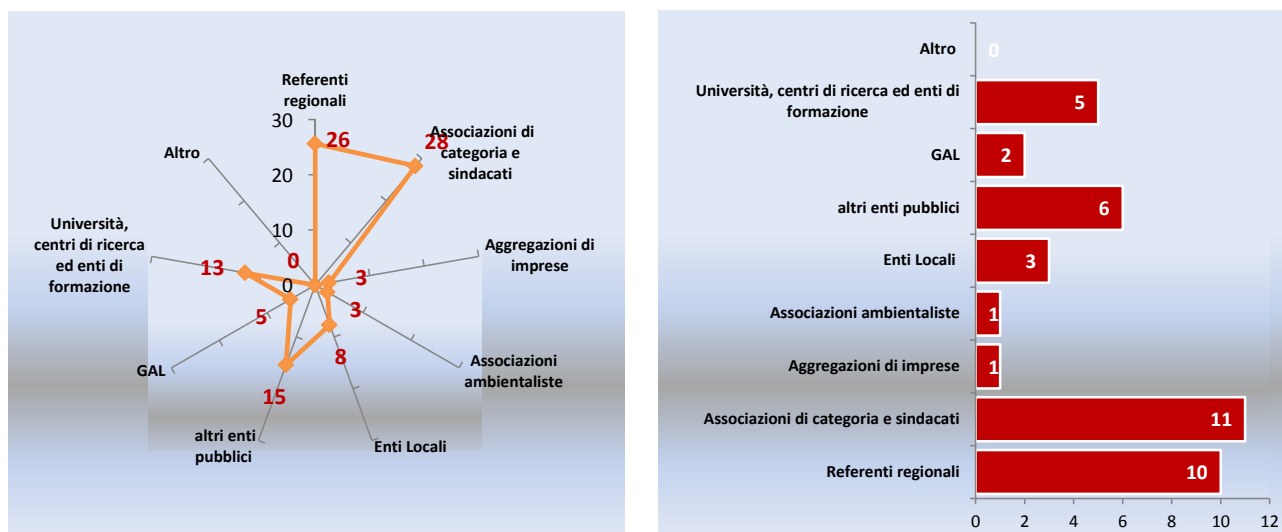 Referenti
regionali
30
26
28
Associazioni di
categoria e
sindacati
Altro
20
Università,
centri di ricerca
ed enti di
formazione
10
Aggregazioni di
imprese
13
0
0
3
3
5
8
Associazioni
ambientaliste
GAL
15
altri enti
pubblici
Enti Locali
Altro
0
Università, centri di ricerca ed enti di
formazione
5
GAL
2
altri enti pubblici
6
Enti Locali
3
Associazioni ambientaliste
1
Aggregazioni di imprese
1
Associazioni di categoria e sindacati
11
Referenti regionali
10
0 2 4 6 8 10 12